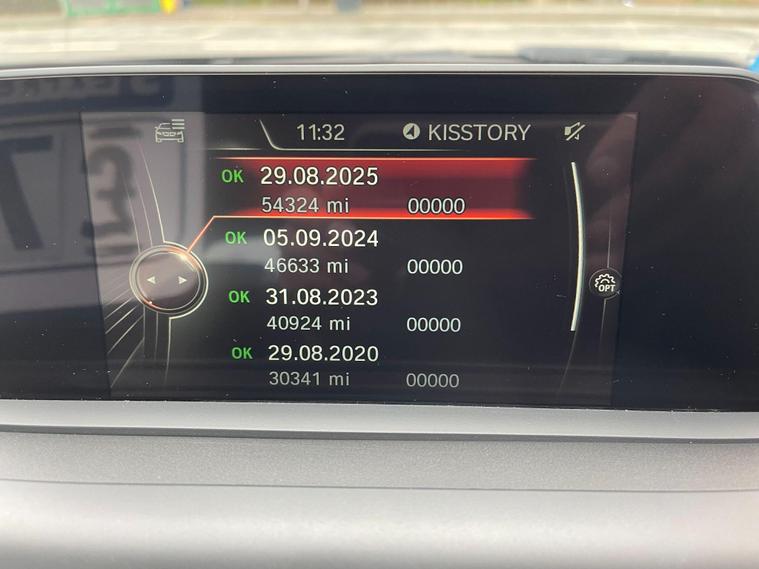 11:32 KISSTORY
OK 29.08.2025
54324 mi 00000
OK 05.09.2024
46633 mi 00000
OK 31.08.2023
40924 mi 00000
OK 29.08.2020
30341 mi 00000
OPT